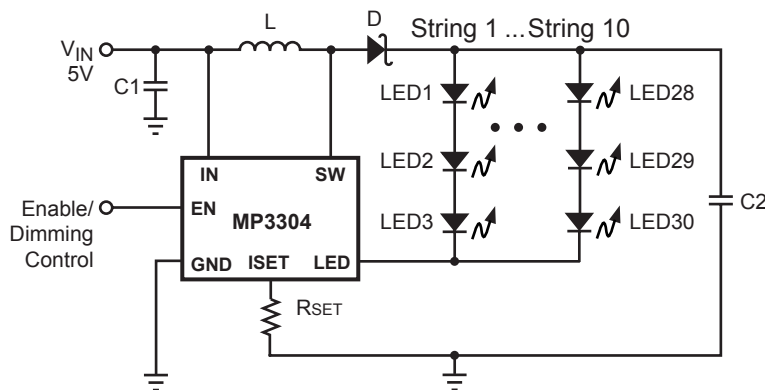 L
D
String 1 ... String 10
VIN
5V
C1
LED1
LED28
IN
SW
LED2
LED29
C2
Enable/
Dimming
Control
EN
MP3304
LED3
LED30
GND
ISET
LED
RSET